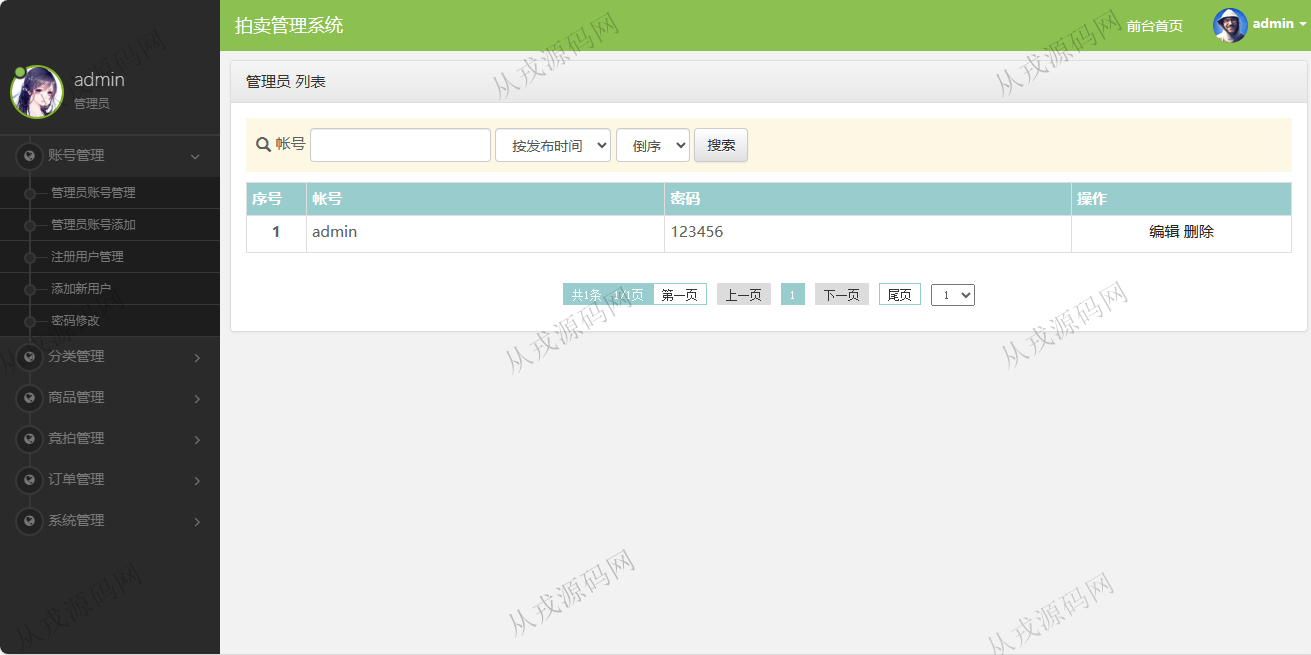 拍卖管理系统
前台首页
admin
admin
管理员
账号管理
管理员账号管理
管理员账号添加
注册用户管理
添加新用户
密码修改
分类管理
商品管理
竞拍管理
订单管理
系统管理
管理员 列表
帐号 按发布时间 倒序 搜索
序号 帐号 密码 操作
1 admin 123456 编辑 删除
共1条 1/1页 第一页 上一页 1 下一页 尾页 1
从戎源码网
从戎源码网
从戎源码网
从戎源码网
从戎源码网
从戎源码网
从戎源码网
从戎源码网
从戎源码网